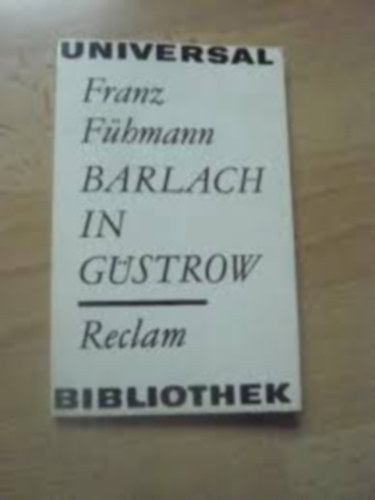 UNIVERSAL
Franz
Fühmann
BARLACH
IN
GÜSTROW
Reclam
BIBLIOTHEK